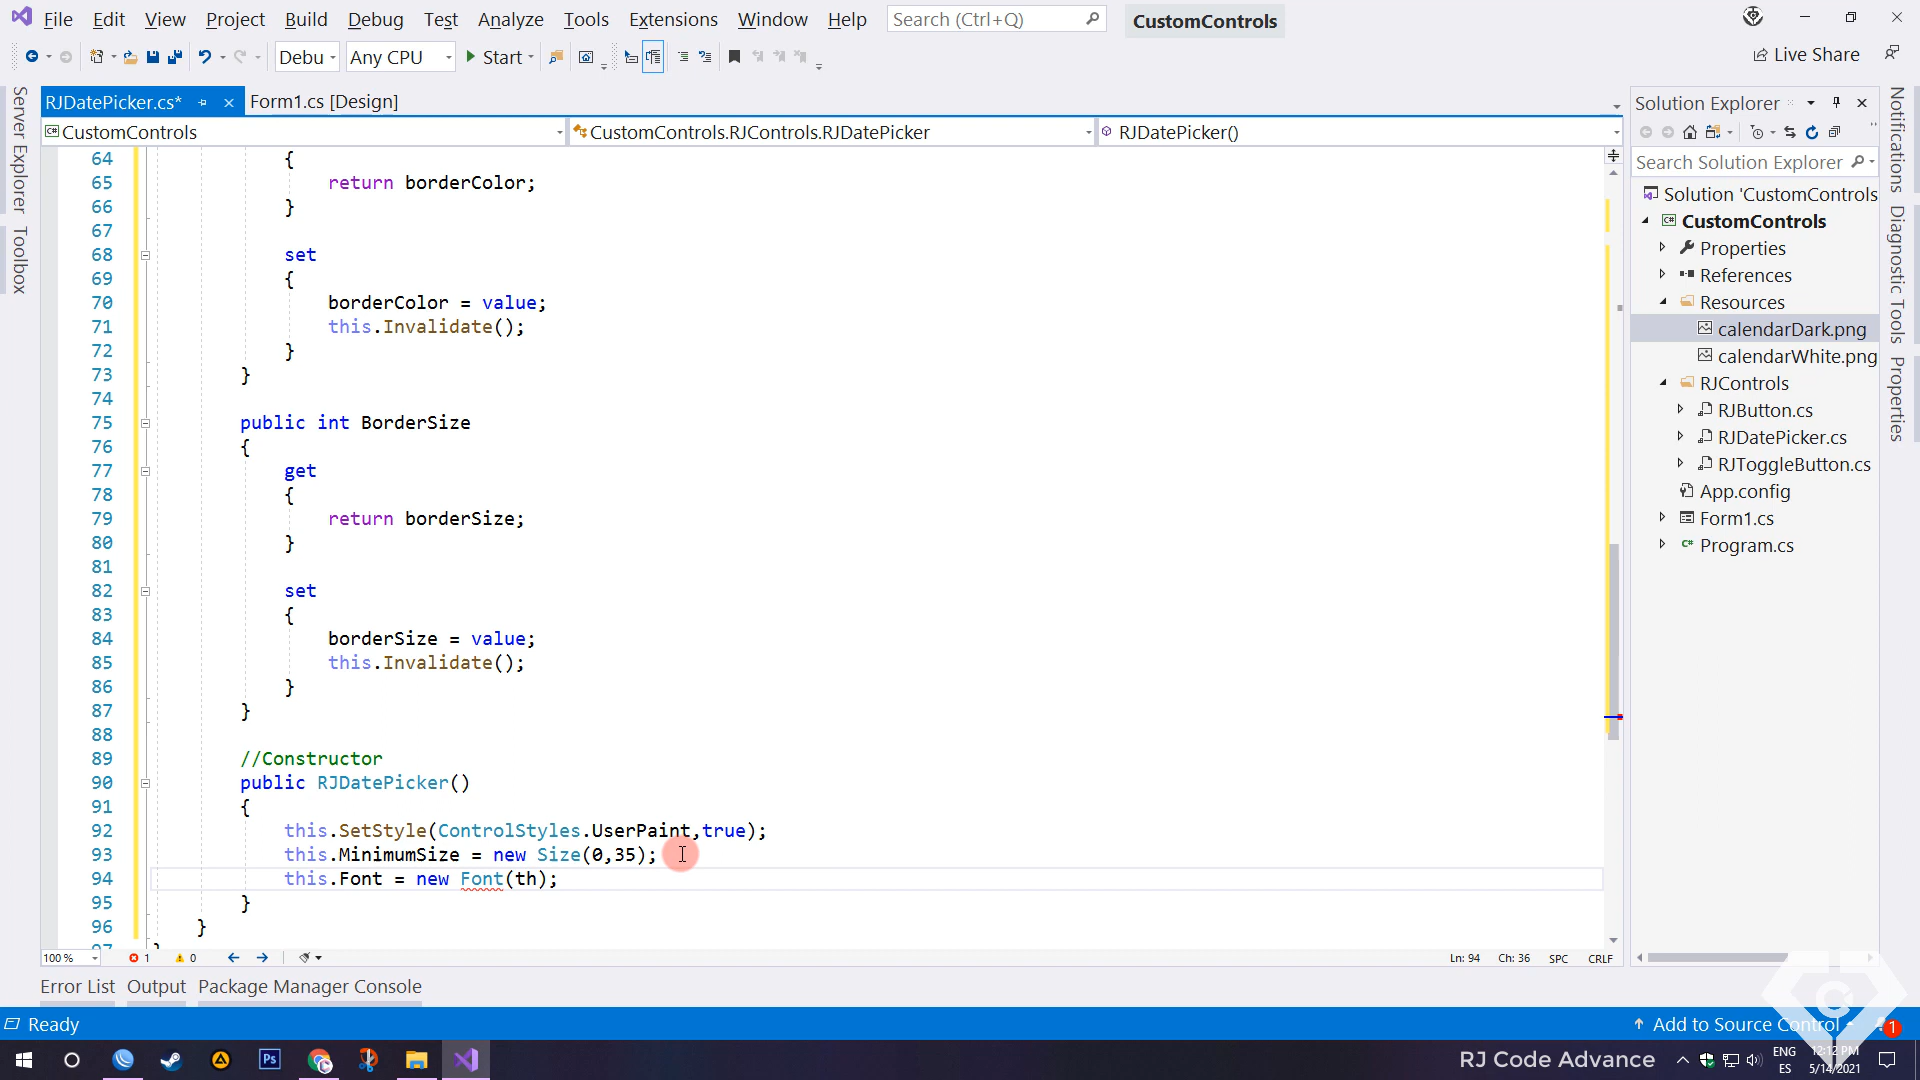 File Edit View Project Build Debug Test Analyze Tools Extensions Window Help Search (Ctrl+Q) CustomControls
Debu Any CPU Start Live Share
RJDatePicker.cs* Form1.cs [Design]
CustomControls CustomControls.RJControls.RJDatePicker RJDatePicker()
64 {
65 return borderColor;
66 }
67
68 set
69 {
70 borderColor = value;
71 this.Invalidate();
72 }
73 }
74
75 public int BorderSize
76 {
77 get
78 {
79 return borderSize;
80 }
81
82 set
83 {
84 borderSize = value;
85 this.Invalidate();
86 }
87 }
88
89 //Constructor
90 public RJDatePicker()
91 {
92 this.SetStyle(ControlStyles.UserPaint,true);
93 this.MinimumSize = new Size(0,35);
94 this.Font = new Font(th);
95 }
96 }
97 }
100 % 1 0 Ln: 94 Ch: 36 SPC CRLF
Error List Output Package Manager Console
Ready Add to Source Control 1
Server Explorer
Toolbox
Solution Explorer
Search Solution Explorer
Solution 'CustomControls
CustomControls
Properties
References
Resources
calendarDark.png
calendarWhite.png
RJControls
RJButton.cs
RJDatePicker.cs
RJToggleButton.cs
App.config
Form1.cs
Program.cs
Notifications
Diagnostic Tools
Properties
Ps RJ Code Advance ENG 12:12 PM
ES 5/14/2021